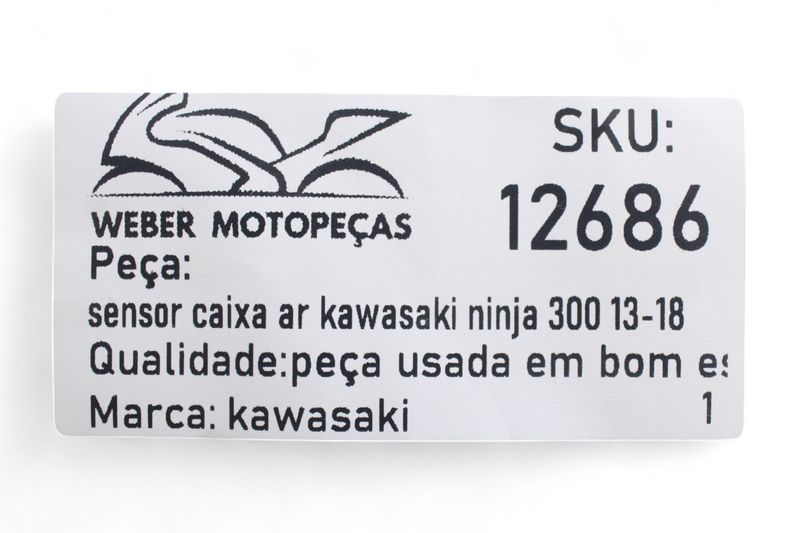 SKU:
12686
WEBER MOTOPEÇAS
Peça:
sensor caixa ar kawasaki ninja 300 13-18
Qualidade:peça usada em bom
Marca: kawasaki
1